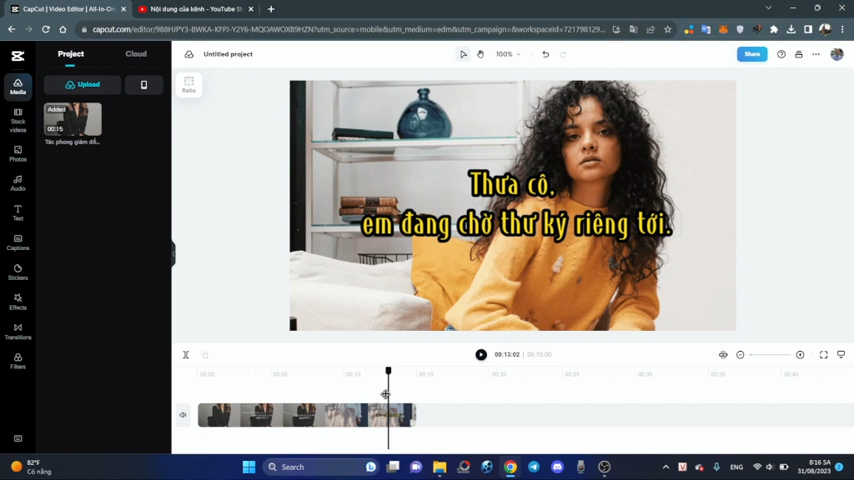 CapCut | Video Editor | All-In-On
Nội dung của kênh - YouTube St
capcut.com/editor/988HJPY3-BWKA-KFPJ-Y2Y6-MQOAWOXB9HZN?utm_source=mobile&utm_medium=edm&utm_campaign=&workspaceId=721798129...
Project
Cloud
Untitled project
100%
Share
Media
Upload
Ratio
Added
00:15
Tác phong giám đố...
Stock
videos
Photos
Audio
Text
Captions
Stickers
Effects
Transitions
Filters
Thưa cô,
em đang chờ thư ký riêng tới.
00:13:02 | 00:15:00
00:00
00:05
00:10
00:15
00:20
00:25
00:30
00:35
00:40
82°F
Có nắng
Search
ENG
8:16 SA
31/08/2023
2